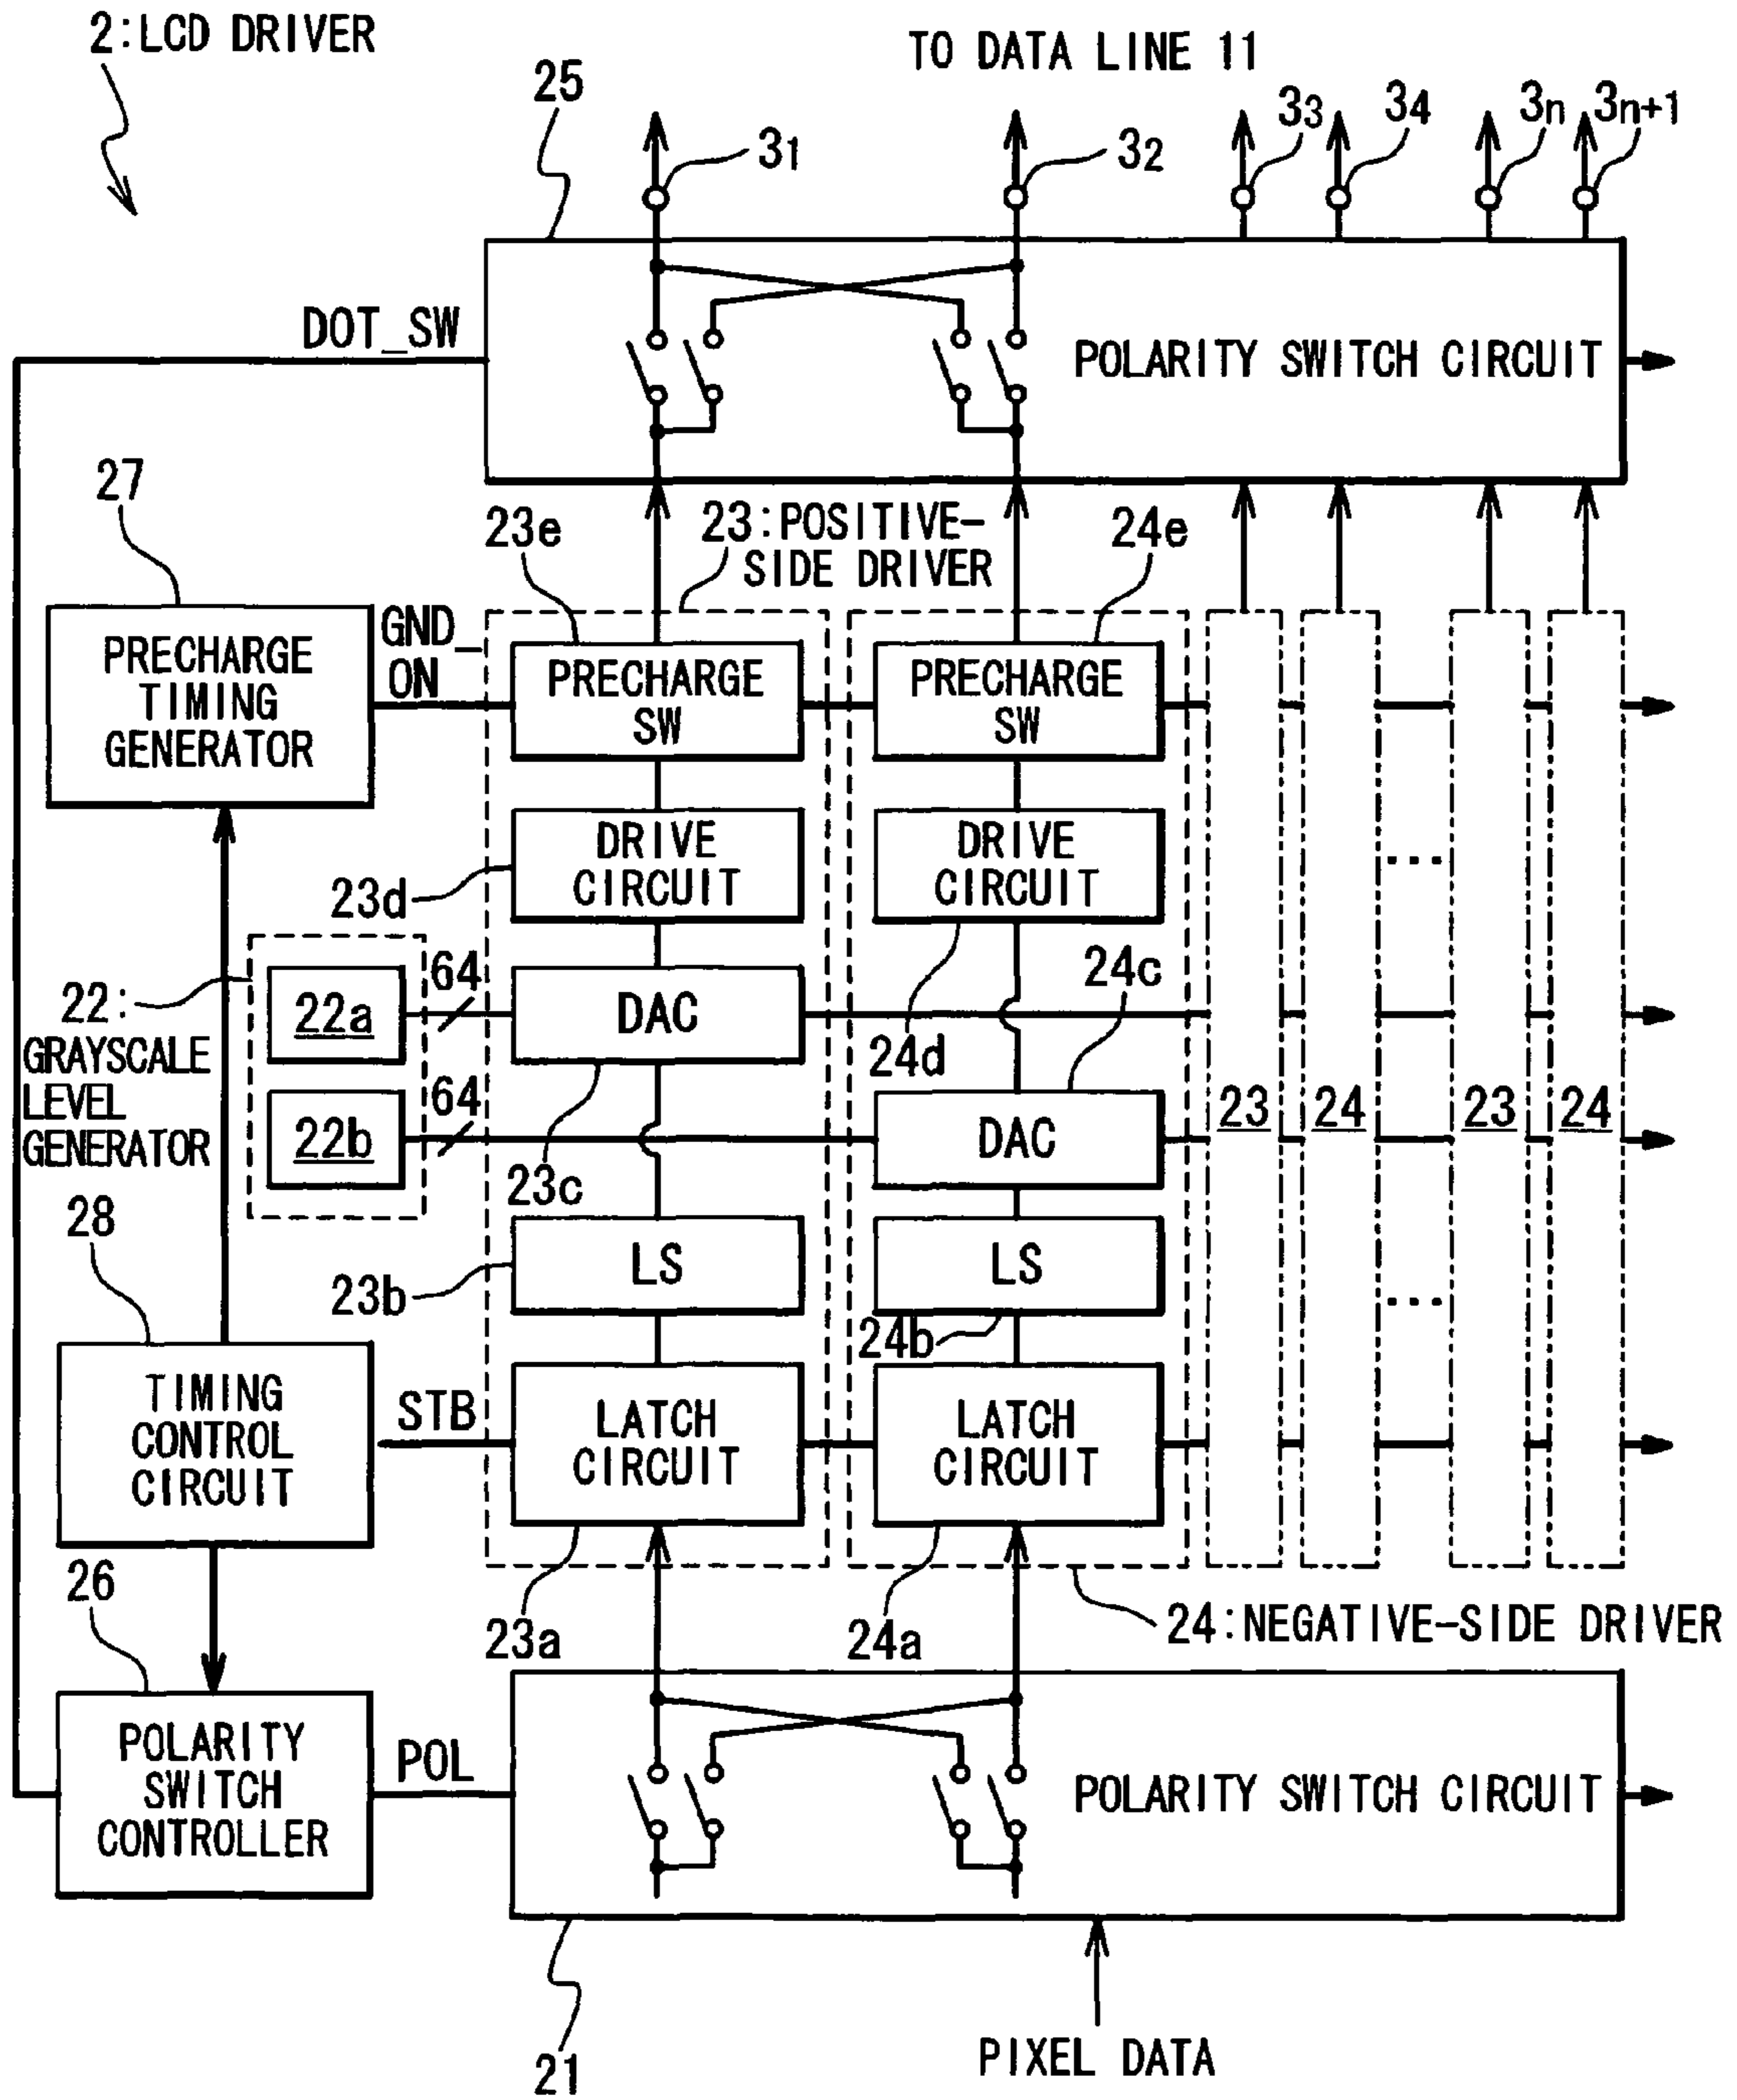 2:LCD DRIVER
TO DATA LINE 11
25
31
32
33
34
3n
3n+1
DOT_SW
POLARITY SWITCH CIRCUIT
27
23e
23:POSITIVE-
SIDE DRIVER
24e
PRECHARGE
TIMING
GENERATOR
GND_
ON
PRECHARGE
SW
PRECHARGE
SW
DRIVE
CIRCUIT
DRIVE
CIRCUIT
23d
24d
22:
GRAYSCALE
LEVEL
GENERATOR
22a
64
DAC
24c
22b
64
23c
DAC
23
24
23
24
28
LS
LS
23b
24b
TIMING
CONTROL
CIRCUIT
STB
LATCH
CIRCUIT
LATCH
CIRCUIT
26
23a
24a
24:NEGATIVE-SIDE DRIVER
POLARITY
SWITCH
CONTROLLER
POL
POLARITY SWITCH CIRCUIT
21
PIXEL DATA